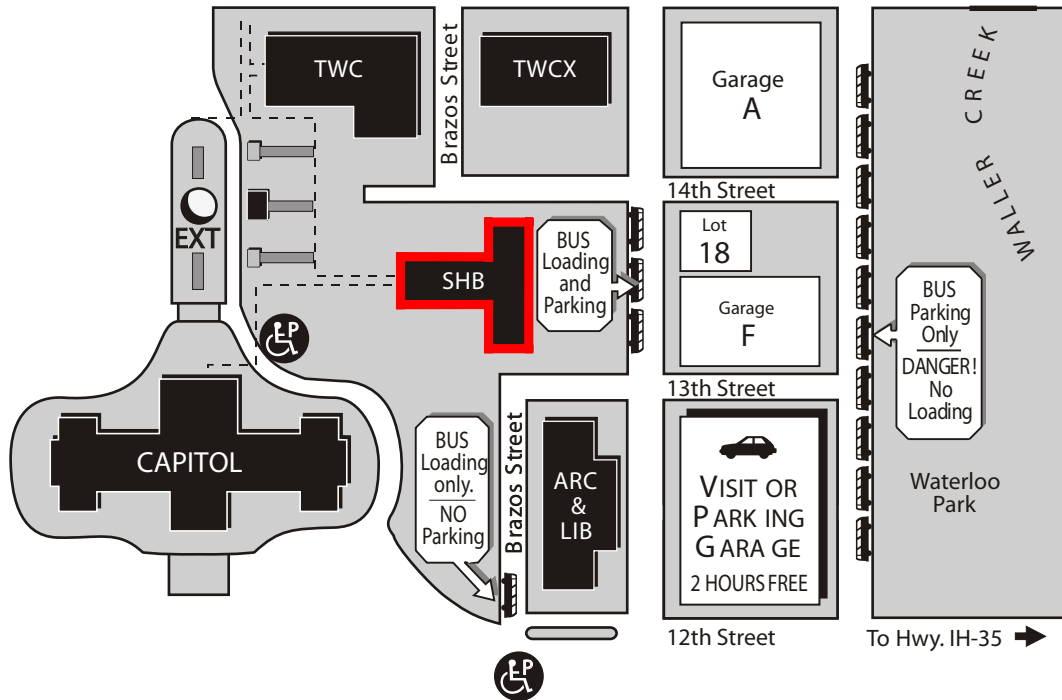 TWC
Brazos Street
TWCX
Garage
A
WALLER CREEK
14th Street
EXT
SHB
BUS
Loading
and
Parking
Lot
18
Garage
F
BUS
Parking
Only
DANGER!
No
Loading
P
13th Street
CAPITOL
BUS
Loading
only.
NO
Parking
Brazos Street
ARC
&
LIB
VISIT OR
PARK ING
GARA GE
2 HOURS FREE
Waterloo
Park
12th Street
To Hwy. IH-35
P